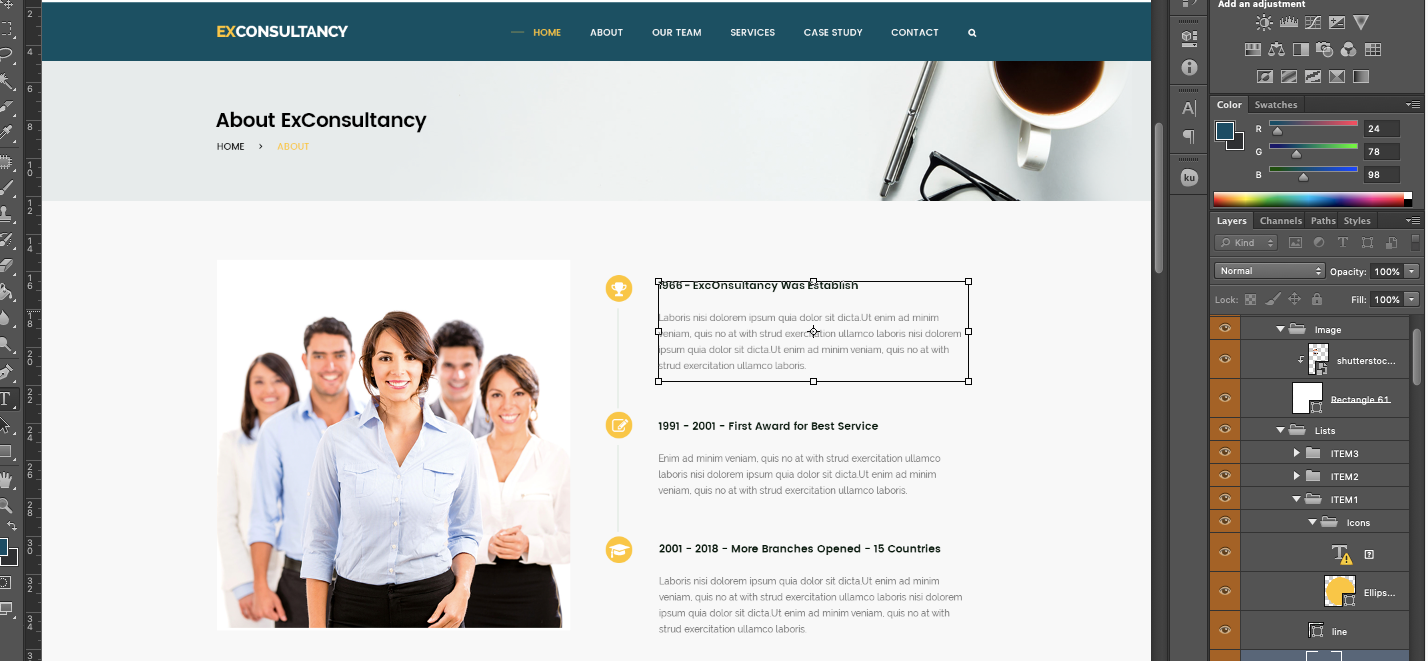 EXCONSULTANCY
HOME
ABOUT
OUR TEAM
SERVICES
CASE STUDY
CONTACT
About ExConsultancy
HOME > ABOUT
1966 - ExcOnsultancy Was Establish
Laboris nisi dolorem ipsum quia dolor sit dicta.Ut enim ad minim
veniam, quis no at with strud exercitation ullamco laboris nisi dolorem
ipsum quia dolor sit dicta.Ut enim ad minim veniam, quis no at with
strud exercitation ullamco laboris.
1991 - 2001 - First Award for Best Service
Enim ad minim veniam, quis no at with strud exercitation ullamco
laboris nisi dolorem ipsum quia dolor sit dicta.Ut enim ad minim
veniam, quis no at with strud exercitation ullamco laboris.
2001 - 2018 - More Branches Opened - 15 Countries
Laboris nisi dolorem ipsum quia dolor sit dicta.Ut enim ad minim
veniam, quis no at with strud exercitation ullamco laboris nisi dolorem
ipsum quia dolor sit dicta.Ut enim ad minim veniam, quis no at with
strud exercitation ullamco laboris.
Add an adjustment
Color
Swatches
R 24
G 78
B 98
ku
Layers
Channels
Paths
Styles
Kind
Normal
Opacity: 100%
Lock:
Fill: 100%
Image
shutterstoc...
Rectangle 61
Lists
ITEM3
ITEM2
ITEM1
Icons
Ellips...
line